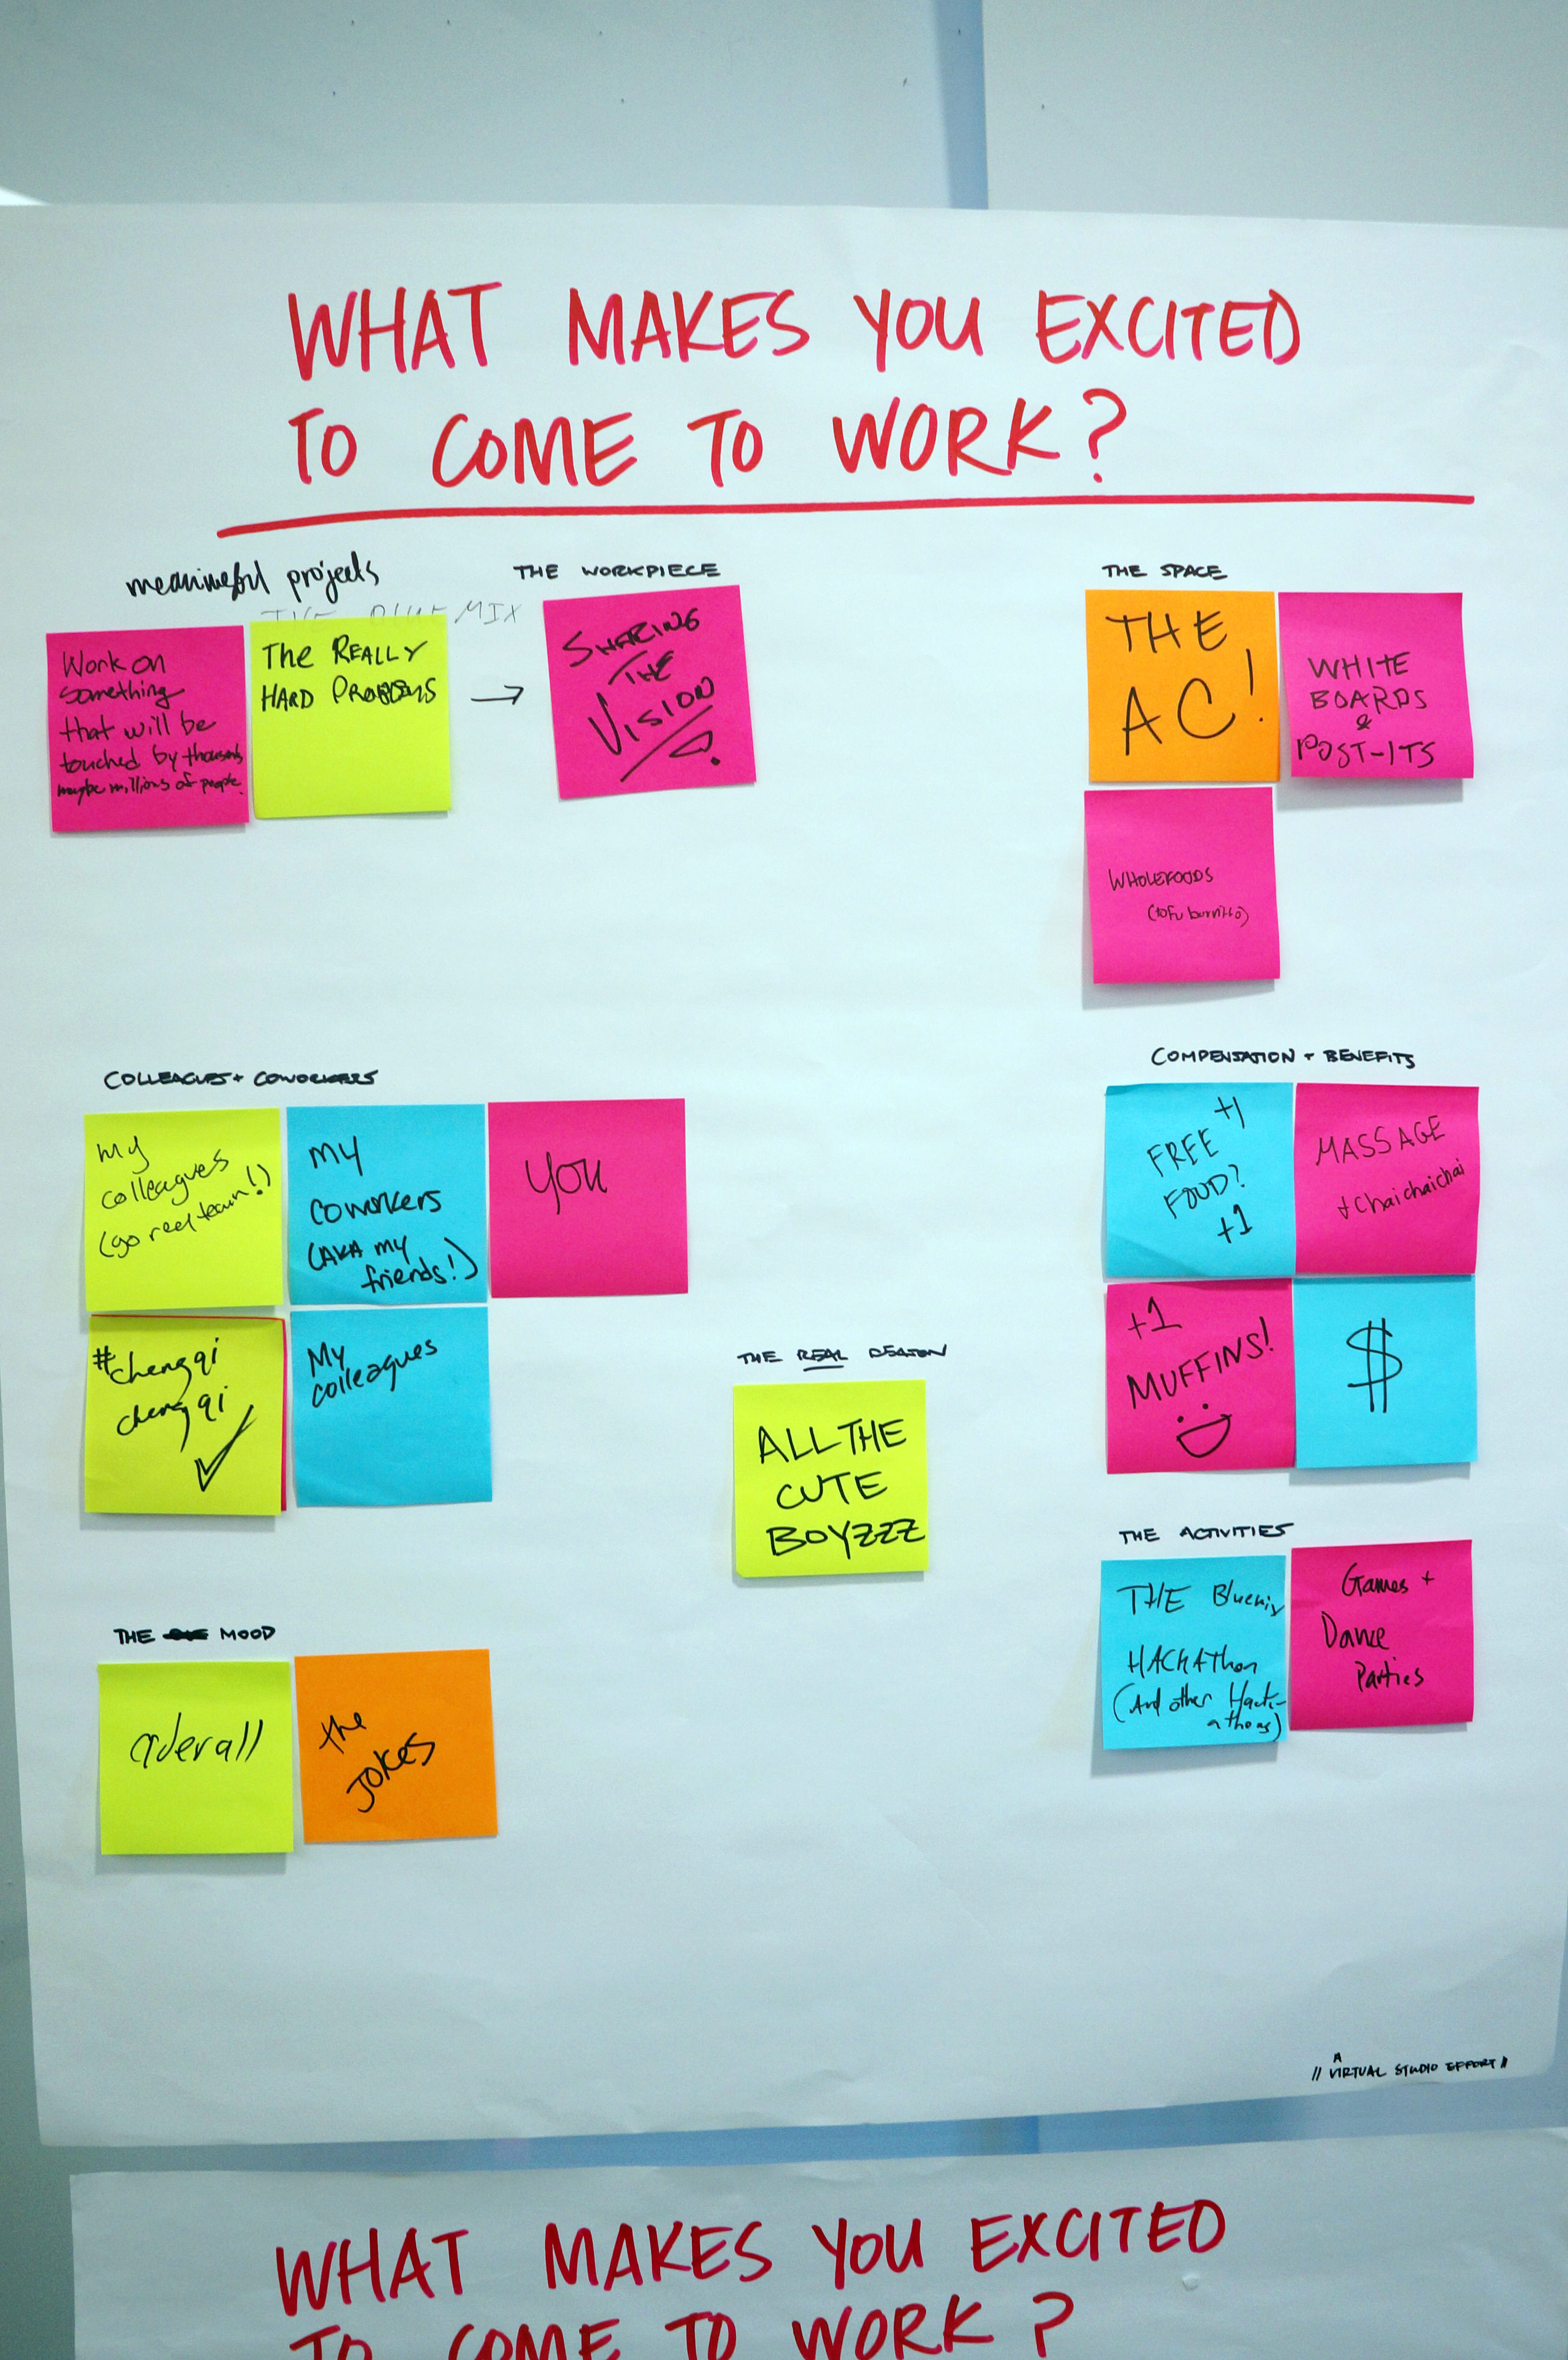 WHAT MAKES YOU EXCITED
TO COME TO WORK?
meaningful projects
MIX
Work on
something
that will be
touched by thousands
maybe millions of people.
The REALLY
HARD PROBLEMS
THE WORKPIECE
SHARING
THE
VISION
THE SPACE
THE
AC!
WHITE
BOARDS
&
POST-ITS
WHOLEFOODS
(tofu burrito)
COLLEAGUES + COWORKERS
my
colleagues
(go reel team!)
my
coworkers
(AKA my
friends!)
you
#chengqi
chengqi
My
colleagues
THE REAL REASON
ALL THE
CUTE
BOYZZZ
COMPENSATION + BENEFITS
+1
FREE
FOOD?
+1
MASSAGE
+chaichaichai
+1
MUFFINS!
$
THE ACTIVITIES
THE Bluemix
HACKAThon
(And other Hack-
athons)
Games +
Dance
Parties
THE MOOD
aderall
the
JOKES
// A VIRTUAL STUDIO EFFORT //
WHAT MAKES YOU EXCITED
TO COME TO WORK?